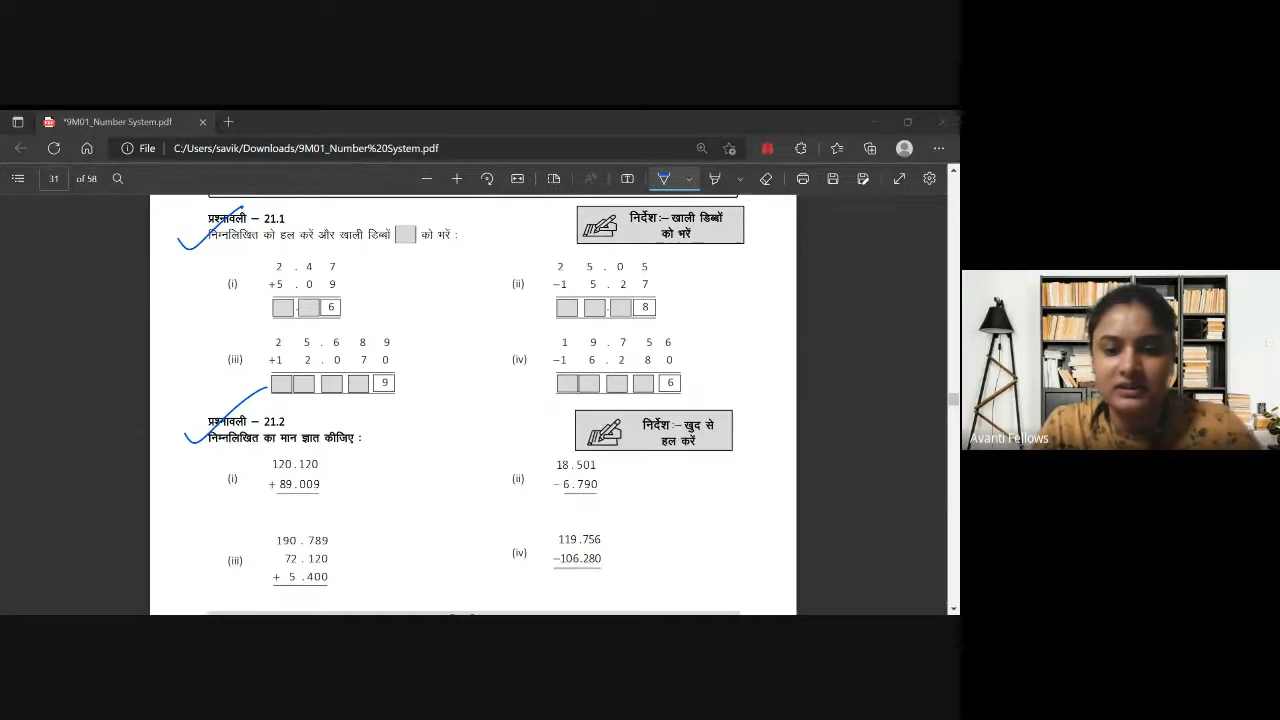 *9M01_Number System.pdf
File C:/Users/savik/Downloads/9M01_Number%20System.pdf
31 of 58
प्रश्नावली – 21.1
निम्नलिखित को हल करें और खाली डिब्बों को भरें :
निर्देश :– खाली डिब्बों
को भरें
(i)
2 . 4 7
+5 . 0 9
. 6
(ii)
2 5 . 0 5
–1 5 . 2 7
. 8
(iii)
2 5 . 6 8 9
+1 2 . 0 7 0
9
(iv)
1 9 . 7 5 6
–1 6 . 2 8 0
6
प्रश्नावली – 21.2
निम्नलिखित का मान ज्ञात कीजिए :
निर्देश :– खुद से
हल करें
(i)
120.120
+ 89.009
(ii)
18.501
– 6.790
(iii)
190.789
72.120
+ 5.400
(iv)
119.756
–106.280
Avanti Fellows